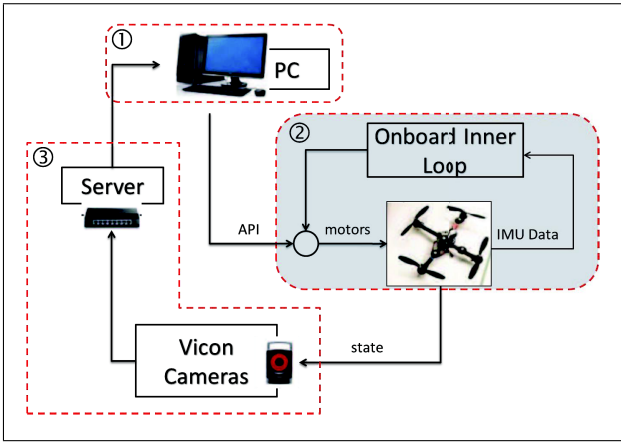 ①
PC
②
Onboard Inner
Loop
③
Server
API
motors
IMU Data
Vicon
Cameras
state